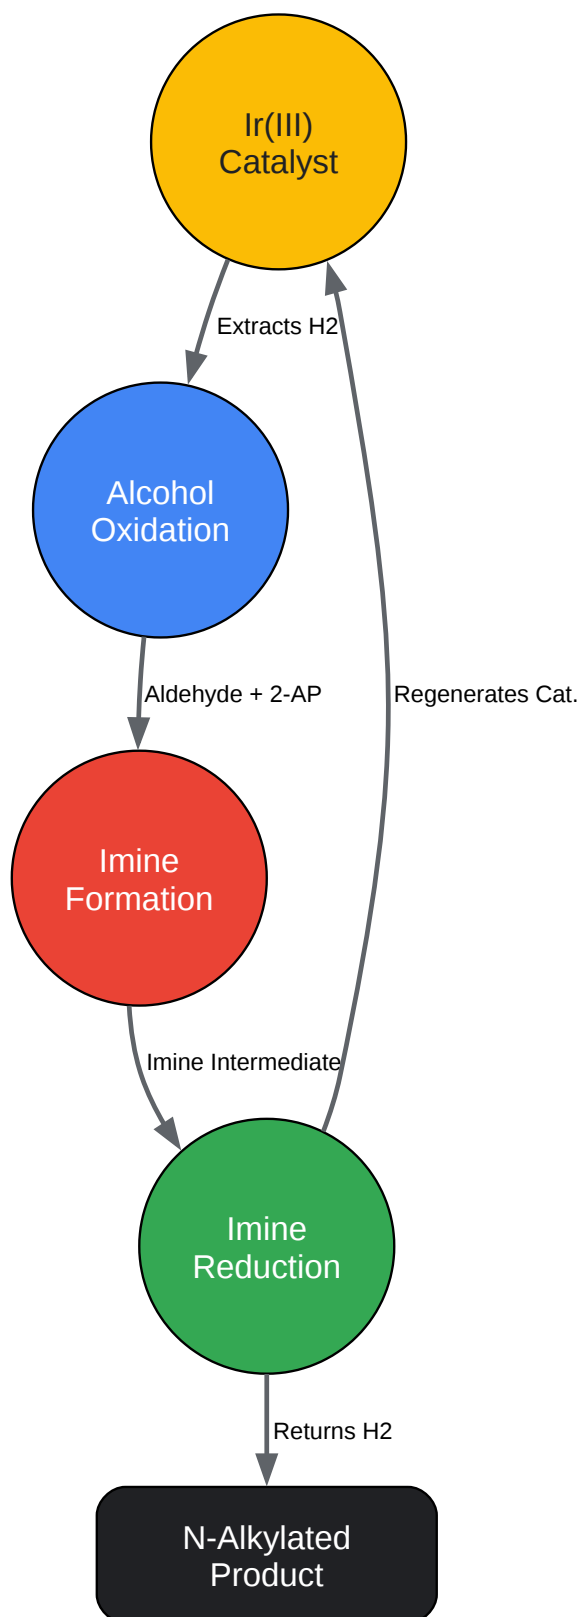 Ir(III)
Catalyst
Extracts H2
Alcohol
Oxidation
Aldehyde + 2-AP
Regenerates Cat.
Imine
Formation
Imine Intermediate
Imine
Reduction
Returns H2
N-Alkylated
Product